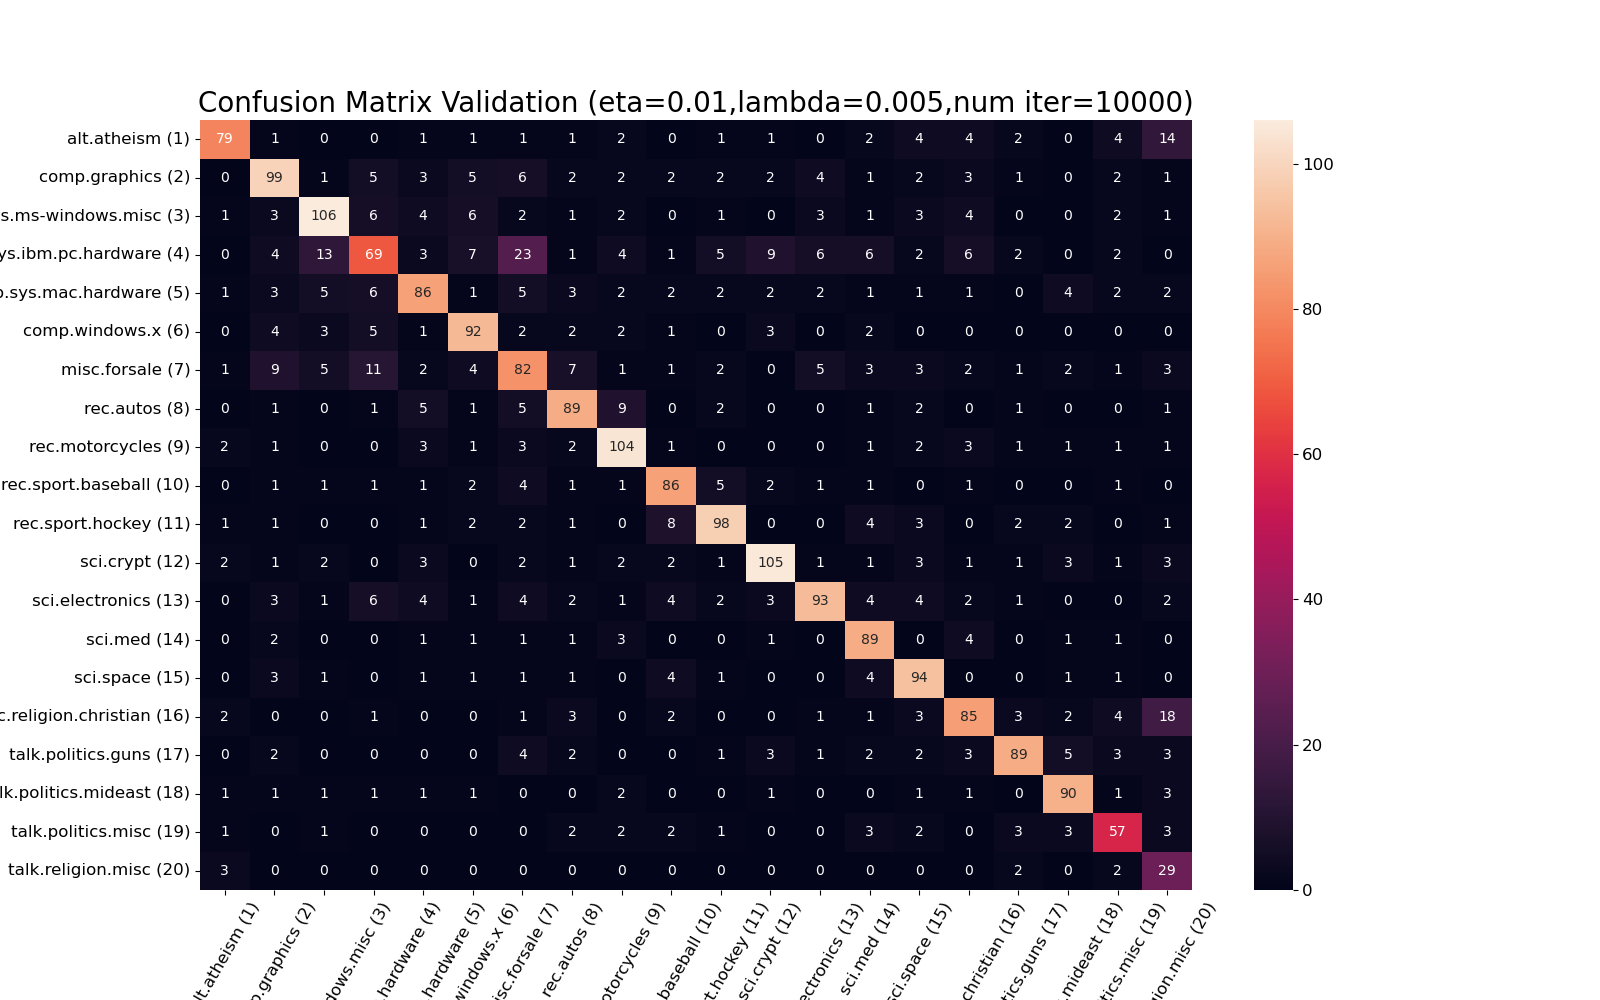 Confusion Matrix Validation (eta=0.01,lambda=0.005,num iter=10000)
alt.atheism (1) 79 1 0 0 1 1 1 1 2 0 1 1 0 2 4 4 2 0 4 14
comp.graphics (2) 0 99 1 5 3 5 6 2 2 2 2 2 4 1 2 3 1 0 2 1
s.ms-windows.misc (3) 1 3 106 6 4 6 2 1 2 0 1 0 3 1 3 4 0 0 2 1
ys.ibm.pc.hardware (4) 0 4 13 69 3 7 23 1 4 1 5 9 6 6 2 6 2 0 2 0
.sys.mac.hardware (5) 1 3 5 6 86 1 5 3 2 2 2 2 2 1 1 1 0 4 2 2
comp.windows.x (6) 0 4 3 5 1 92 2 2 2 1 0 3 0 2 0 0 0 0 0 0
misc.forsale (7) 1 9 5 11 2 4 82 7 1 1 2 0 5 3 3 2 1 2 1 3
rec.autos (8) 0 1 0 1 5 1 5 89 9 0 2 0 0 1 2 0 1 0 0 1
rec.motorcycles (9) 2 1 0 0 3 1 3 2 104 1 0 0 0 1 2 3 1 1 1 1
rec.sport.baseball (10) 0 1 1 1 1 2 4 1 1 86 5 2 1 1 0 1 0 0 1 0
rec.sport.hockey (11) 1 1 0 0 1 2 2 1 0 8 98 0 0 4 3 0 2 2 0 1
sci.crypt (12) 2 1 2 0 3 0 2 1 2 2 1 105 1 1 3 1 1 3 1 3
sci.electronics (13) 0 3 1 6 4 1 4 2 1 4 2 3 93 4 4 2 1 0 0 2
sci.med (14) 0 2 0 0 1 1 1 1 3 0 0 1 0 89 0 4 0 1 1 0
sci.space (15) 0 3 1 0 1 1 1 1 0 4 1 0 0 4 94 0 0 1 1 0
c.religion.christian (16) 2 0 0 1 0 0 1 3 0 2 0 0 1 1 3 85 3 2 4 18
talk.politics.guns (17) 0 2 0 0 0 0 4 2 0 0 1 3 1 2 2 3 89 5 3 3
lk.politics.mideast (18) 1 1 1 1 1 1 0 0 2 0 0 1 0 0 1 1 0 90 1 3
talk.politics.misc (19) 1 0 1 0 0 0 0 2 2 2 1 0 0 3 2 0 3 3 57 3
talk.religion.misc (20) 3 0 0 0 0 0 0 0 0 0 0 0 0 0 0 0 2 0 2 29
100
80
60
40
20
0
lt.atheism (1)
.graphics (2)
dows.misc (3)
.hardware (4)
hardware (5)
windows.x (6)
isc.forsale (7)
rec.autos (8)
otorcycles (9)
baseball (10)
rt.hockey (11)
sci.crypt (12)
ectronics (13)
sci.med (14)
sci.space (15)
christian (16)
tics.guns (17)
.mideast (18)
tics.misc (19)
ion.misc (20)